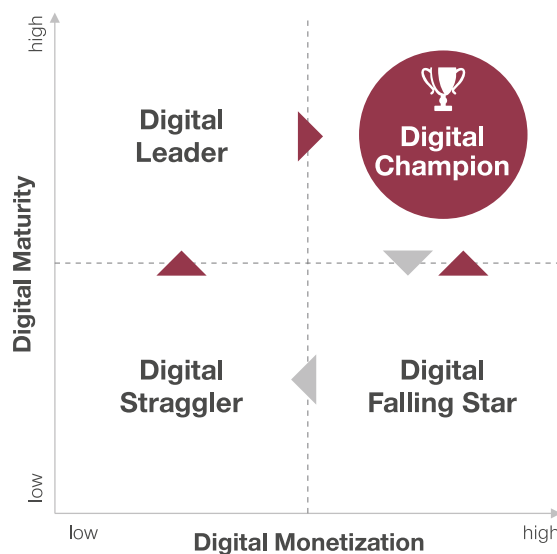 high
Digital
Leader
Digital
Champion
Digital Maturity
Digital
Straggler
Digital
Falling Star
low
low
Digital Monetization
high